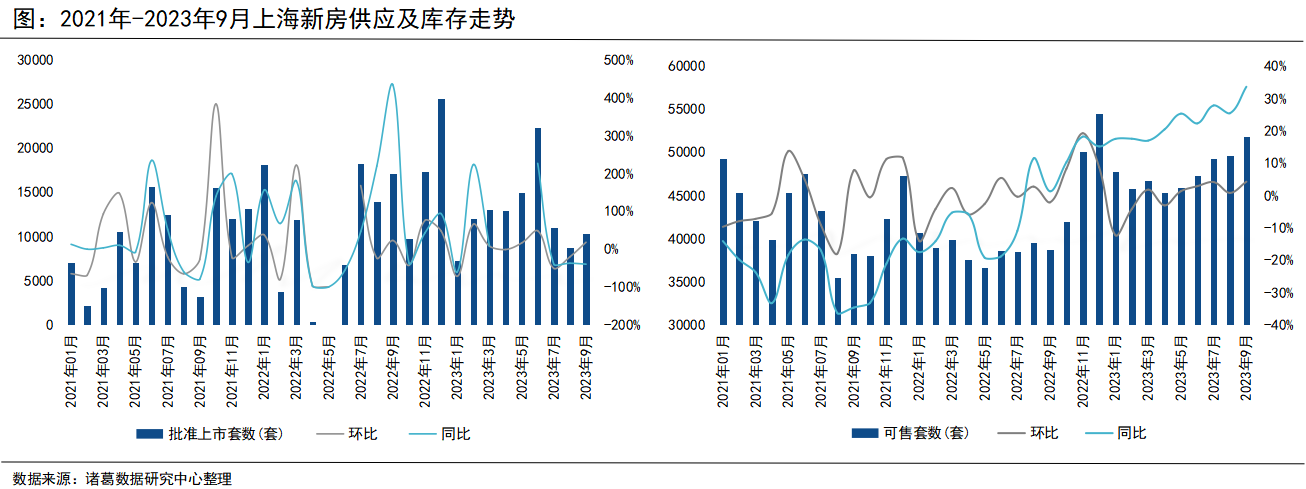 图：2021年-2023年9月上海新房供应及库存走势
30000
25000
20000
15000
10000
5000
0
500%
400%
300%
200%
100%
0%
-100%
-200%
2021年01月
2021年03月
2021年05月
2021年07月
2021年09月
2021年11月
2022年1月
2022年3月
2022年5月
2022年7月
2022年9月
2022年11月
2023年1月
2023年3月
2023年5月
2023年7月
2023年9月
批准上市套数(套)
环比
同比
60000
55000
50000
45000
40000
35000
30000
40%
30%
20%
10%
0%
-10%
-20%
-30%
-40%
2021年01月
2021年03月
2021年05月
2021年07月
2021年09月
2021年11月
2022年1月
2022年3月
2022年5月
2022年7月
2022年9月
2022年11月
2023年1月
2023年3月
2023年5月
2023年7月
2023年9月
可售套数(套)
环比
同比
数据来源：诸葛数据研究中心整理